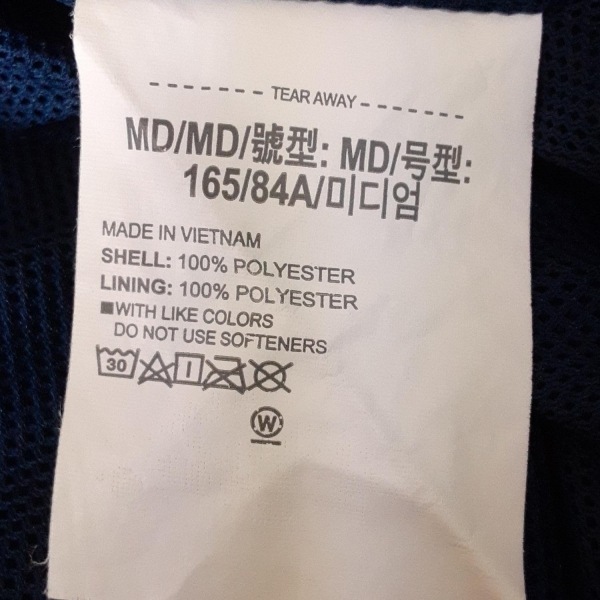 TEAR AWAY
MD/MD/號型: MD/号型:
165/84A/미디엄
MADE IN VIETNAM
SHELL: 100% POLYESTER
LINING: 100% POLYESTER
■WITH LIKE COLORS
DO NOT USE SOFTENERS
30
W